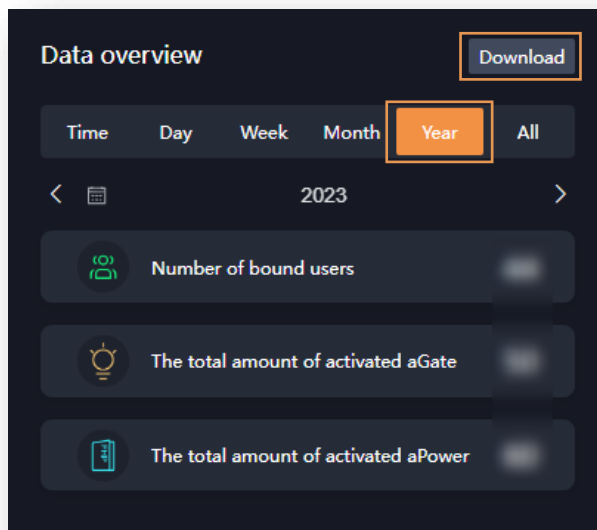 Data overview
Download
Time Day Week Month Year All
2023
Number of bound users
The total amount of activated aGate
The total amount of activated aPower